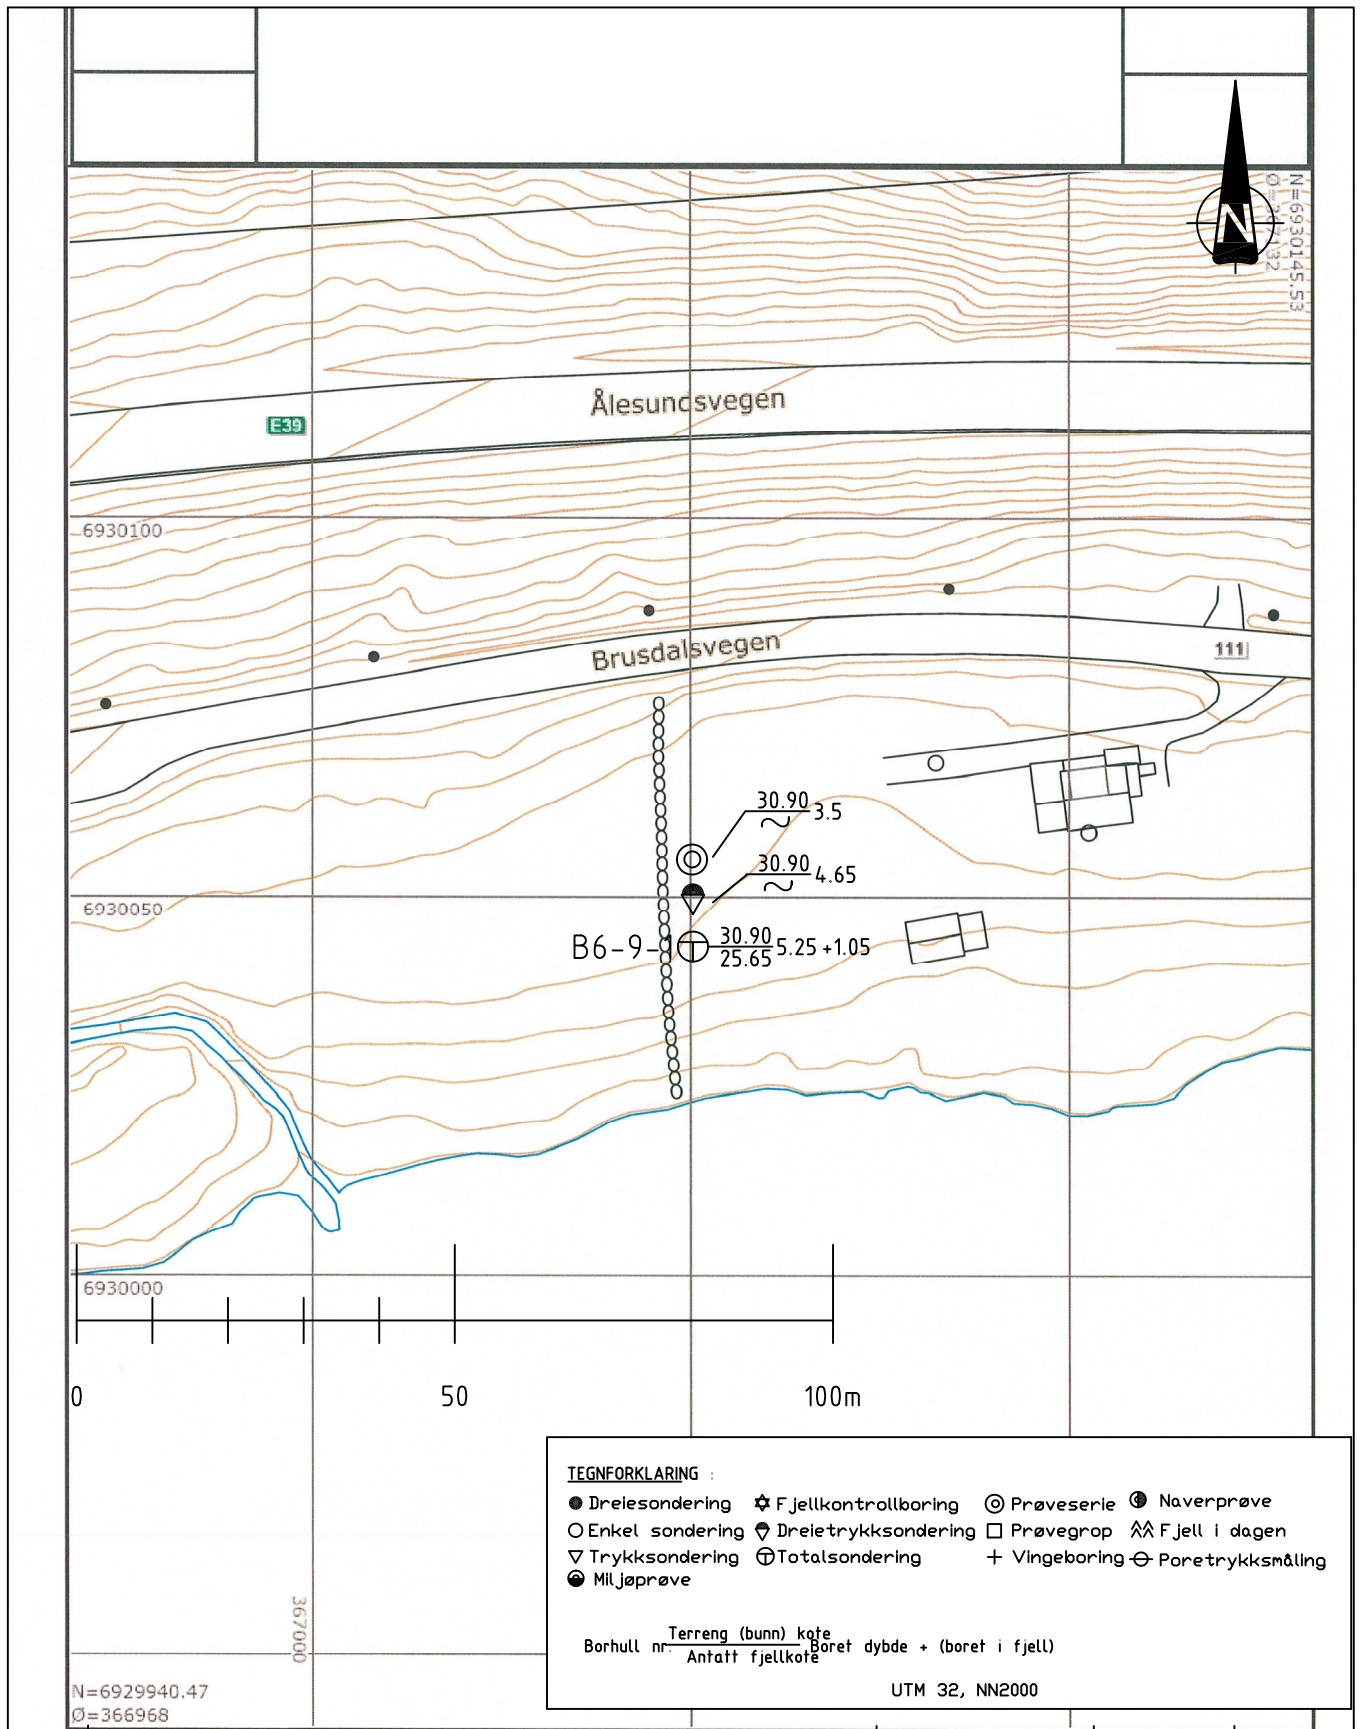 N=6930145.53
N
Ålesundsvegen
E39
6930100
Brusdalsvegen
111
30.90
3.5
30.90
4.65
6930050
B6-9-1
30.90
25.65
5.25 +1.05
6930000
0
50
100m
TEGNFORKLARING :
Dreiesondering
Fjellkontrollboring
Prøveserie
Naverprøve
Enkel sondering
Dreietrykksondering
Prøvegrop
Fjell i dagen
Trykksondering
Totalsondering
Vingeboring
Poretrykksmåling
Miljøprøve
Terreng (bunn) kote
Borhull nr.
Boret dybde + (boret i fjell)
Antatt fjellkote
UTM 32, NN2000
367000
N=6929940.47
Ø=366968